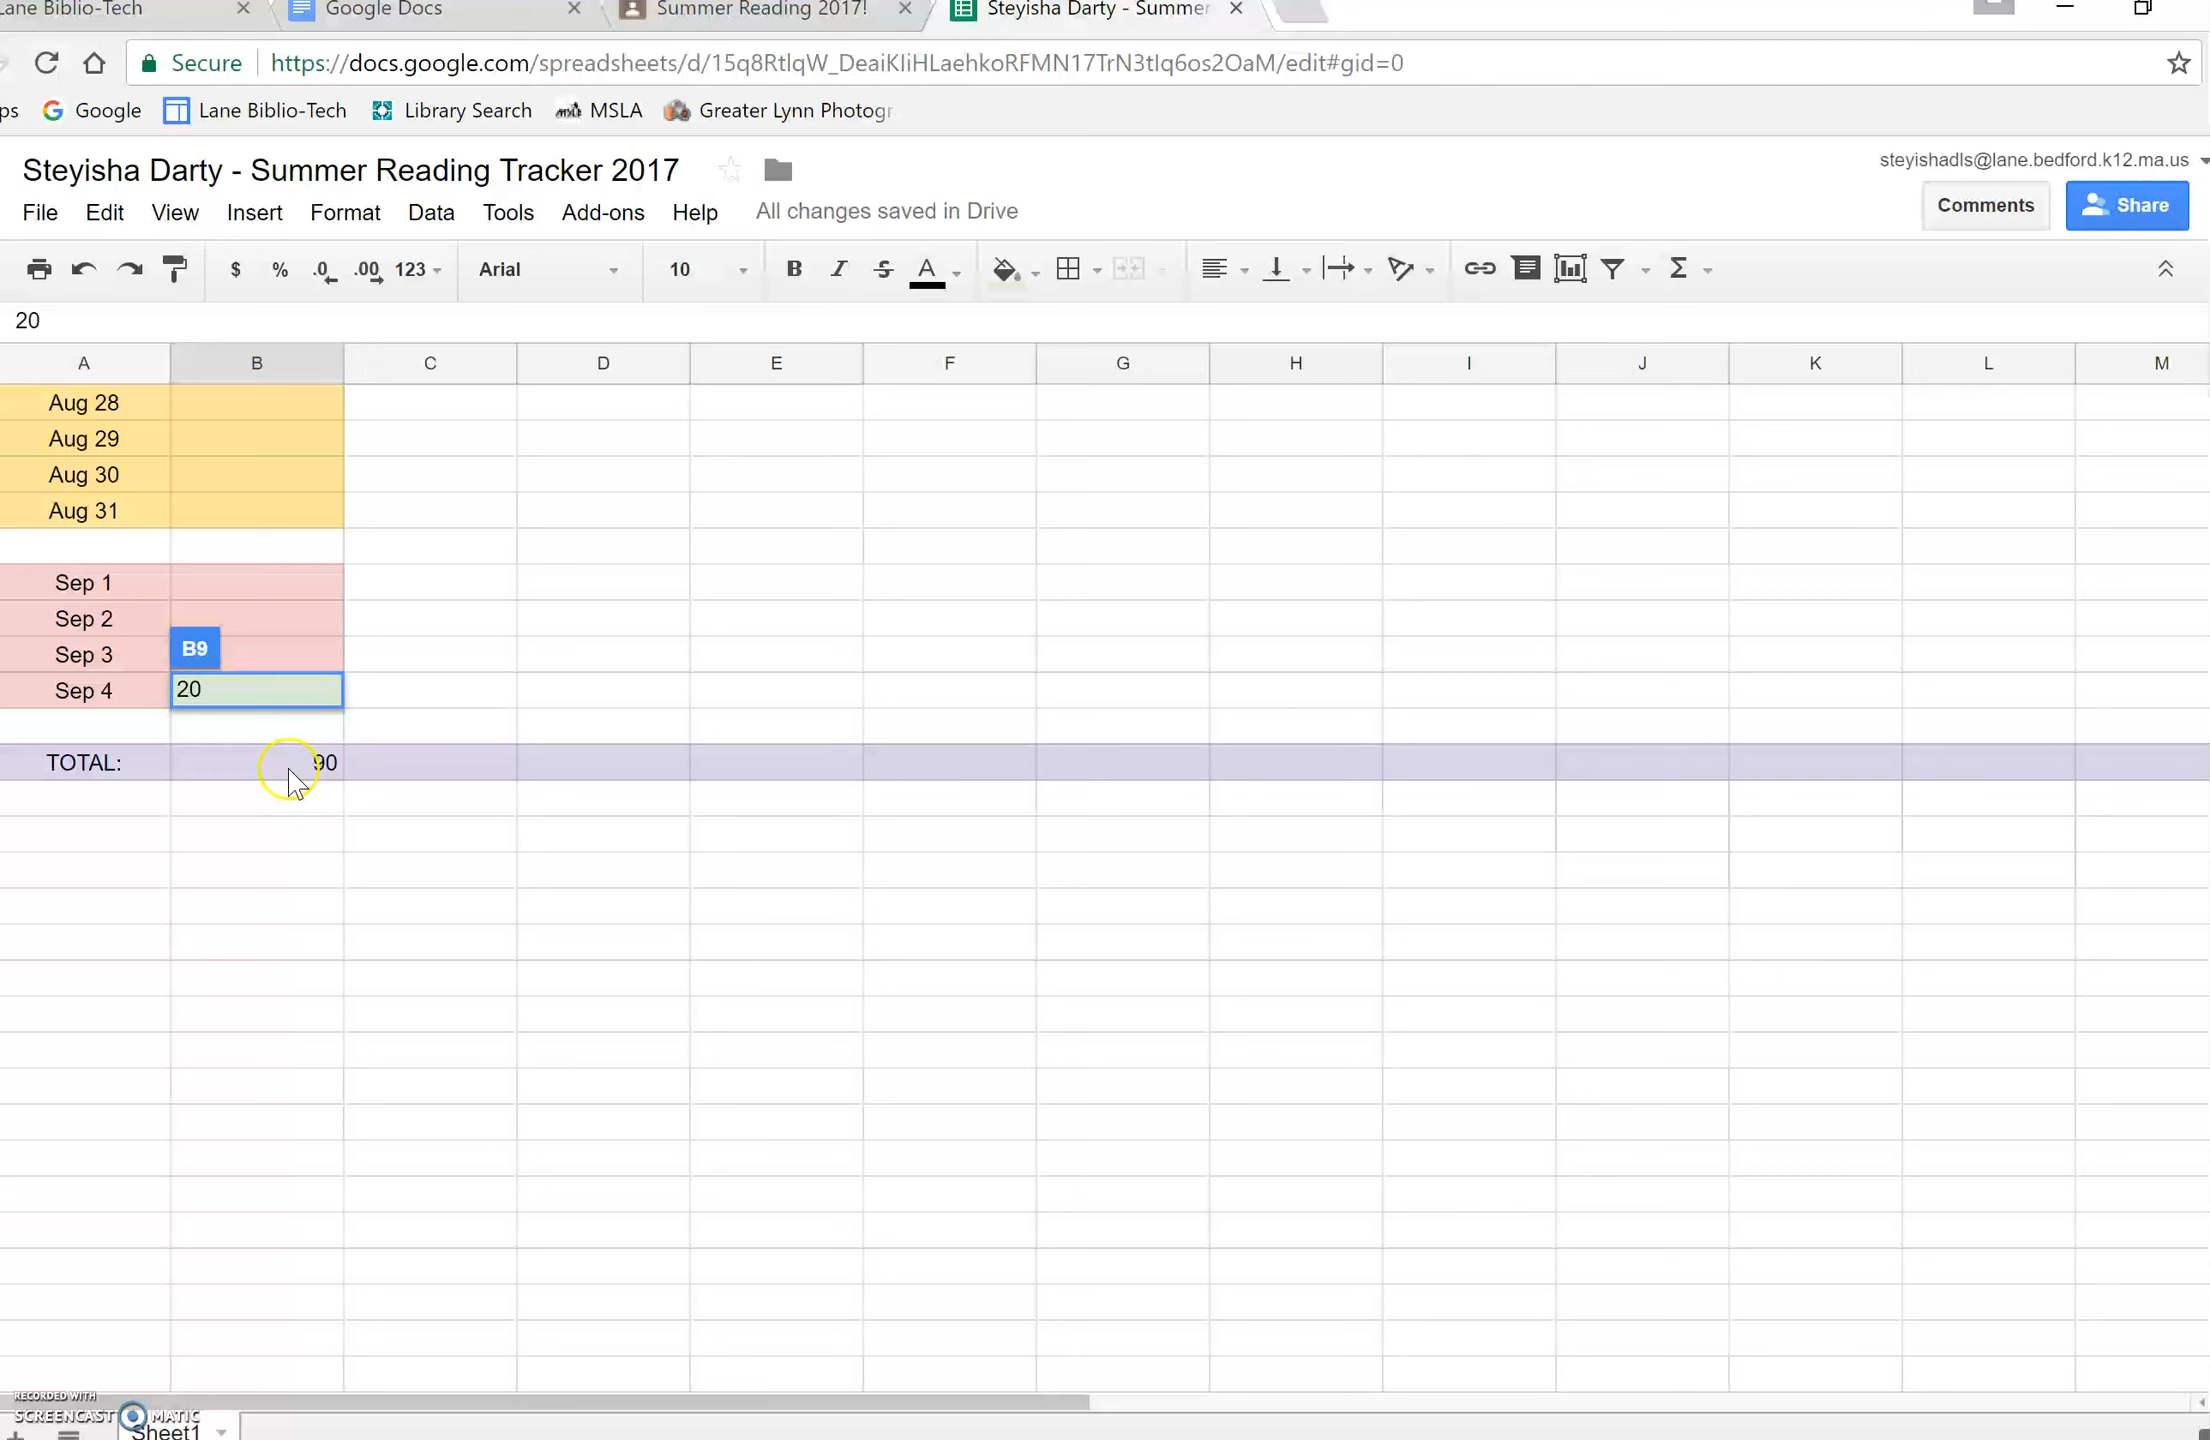 Lane Biblio-Tech
Google Docs
Summer Reading 2017!
Steyisha Darty - Summer
Secure
https://docs.google.com/spreadsheets/d/15q8RtlqW_DeaiKIiHLaehkoRFMN17TrN3tIq6os2OaM/edit#gid=0
ps
Google
Lane Biblio-Tech
Library Search
MSLA
Greater Lynn Photogr
Steyisha Darty - Summer Reading Tracker 2017
steyishadls@lane.bedford.k12.ma.us
File Edit View Insert Format Data Tools Add-ons Help All changes saved in Drive
Comments
Share
$ % .0 .00 123 Arial 10 B I S A Σ
20
A B C D E F G H I J K L M
Aug 28
Aug 29
Aug 30
Aug 31
Sep 1
Sep 2
Sep 3
B9
Sep 4 20
TOTAL: 90
RECORDED WITH
SCREENCAST MATIC
Sheet1